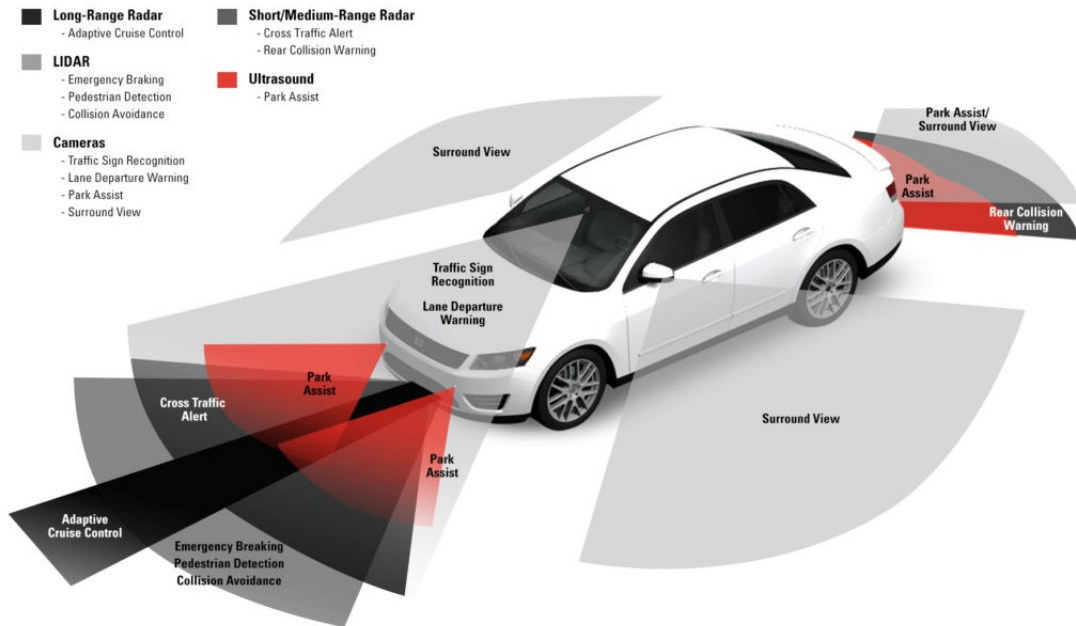 Long-Range Radar
- Adaptive Cruise Control
LIDAR
- Emergency Braking
- Pedestrian Detection
- Collision Avoidance
Cameras
- Traffic Sign Recognition
- Lane Departure Warning
- Park Assist
- Surround View
Short/Medium-Range Radar
- Cross Traffic Alert
- Rear Collision Warning
Ultrasound
- Park Assist
Surround View
Park Assist/
Surround View
Park
Assist
Rear Collision
Warning
Traffic Sign
Recognition
Lane Departure
Warning
Park
Assist
Cross Traffic
Alert
Surround View
Park
Assist
Adaptive
Cruise Control
Emergency Breaking
Pedestrian Detection
Collision Avoidance